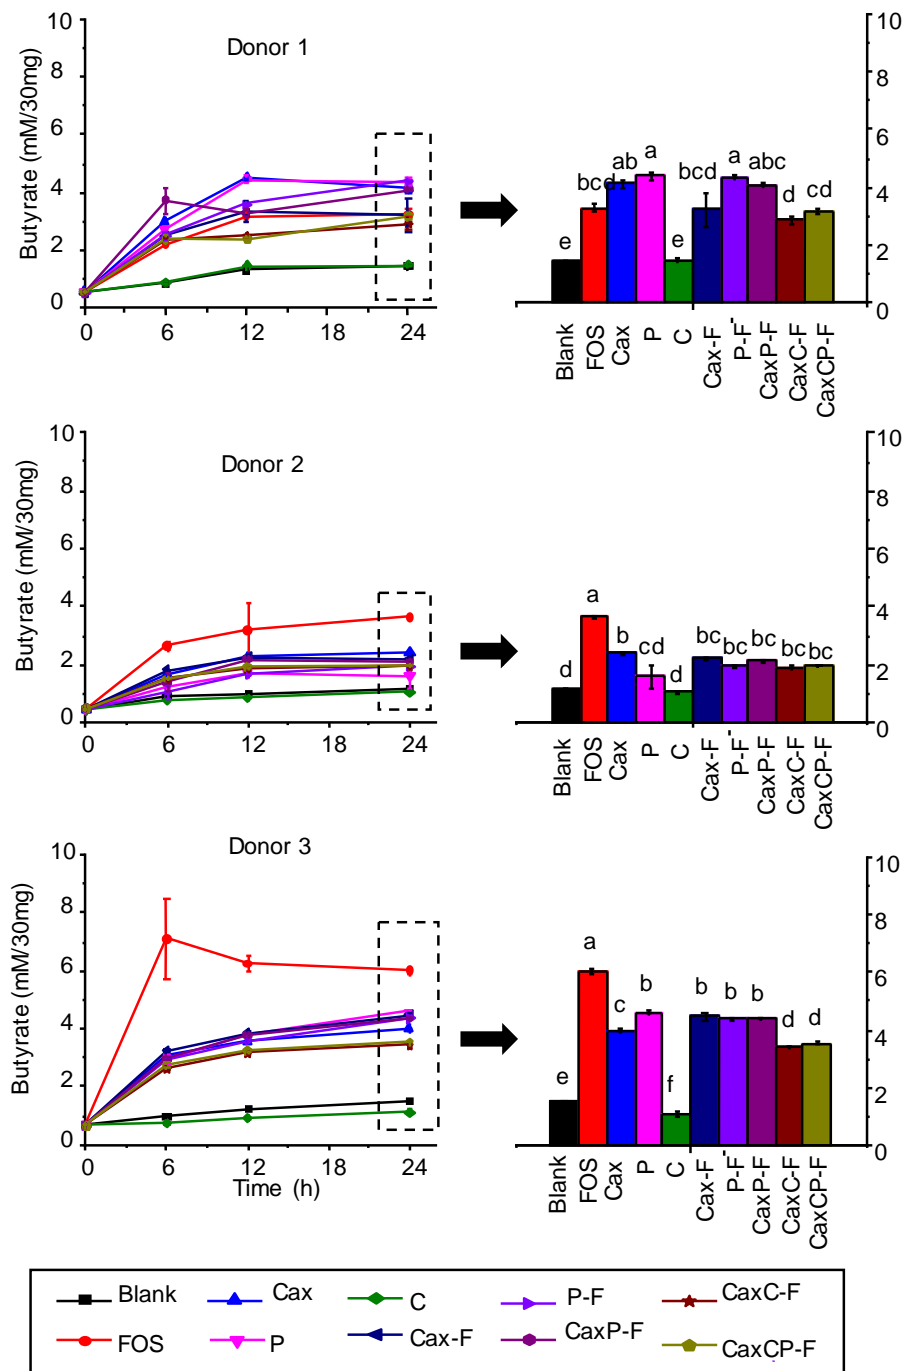 Donor 1
Butyrate (mM/30mg)
10
8
6
4
2
0
0 6 12 18 24
10
8
6
4
2
0
e bcd ab a e bcd a abc d cd
Blank FOS Cax P C Cax-F P-F CaxP-F CaxC-F CaxCP-F
Donor 2
Butyrate (mM/30mg)
10
8
6
4
2
0
0 6 12 18 24
10
8
6
4
2
0
d a b cd d bc bc bc bc bc
Blank FOS Cax P C Cax-F P-F CaxP-F CaxC-F CaxCP-F
Donor 3
Butyrate (mM/30mg)
10
8
6
4
2
0
0 6 12 18 24
Time (h)
10
8
6
4
2
0
e a c b f b b b d d
Blank FOS Cax P C Cax-F P-F CaxP-F CaxC-F CaxCP-F
Blank Cax C P-F CaxC-F
FOS P Cax-F CaxP-F CaxCP-F